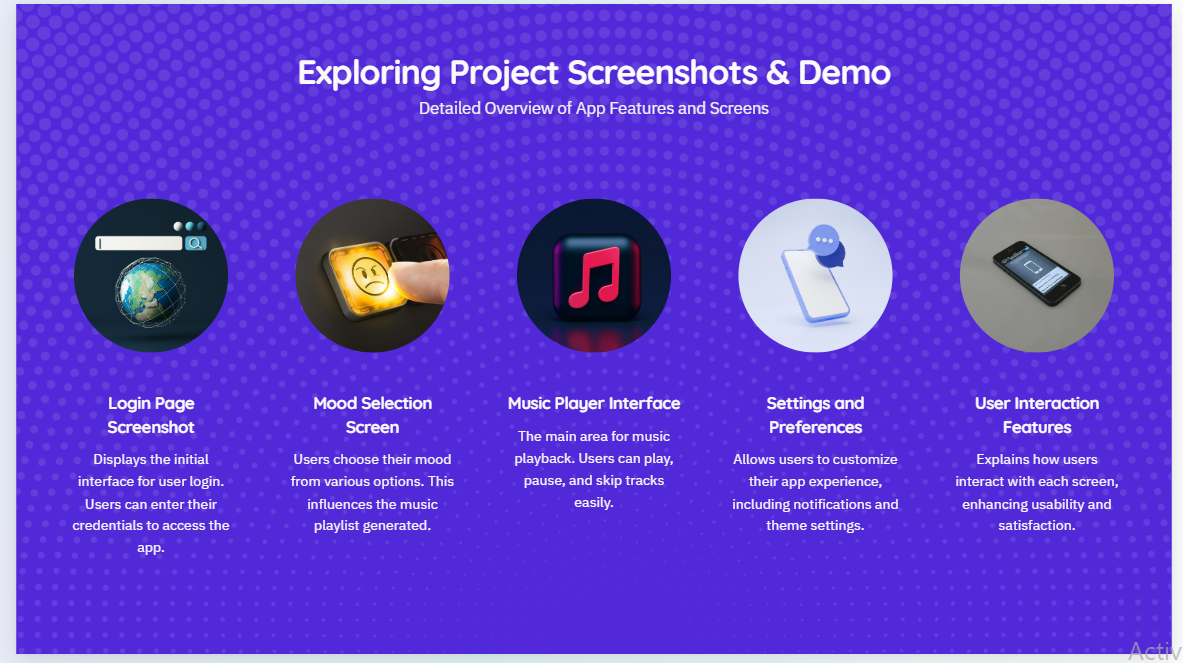 Exploring Project Screenshots & Demo
Detailed Overview of App Features and Screens
Login Page
Screenshot
Displays the initial
interface for user login.
Users can enter their
credentials to access the
app.
Mood Selection
Screen
Users choose their mood
from various options. This
influences the music
playlist generated.
Music Player Interface
The main area for music
playback. Users can play,
pause, and skip tracks
easily.
Settings and
Preferences
Allows users to customize
their app experience,
including notifications and
theme settings.
User Interaction
Features
Explains how users
interact with each screen,
enhancing usability and
satisfaction.
Activ